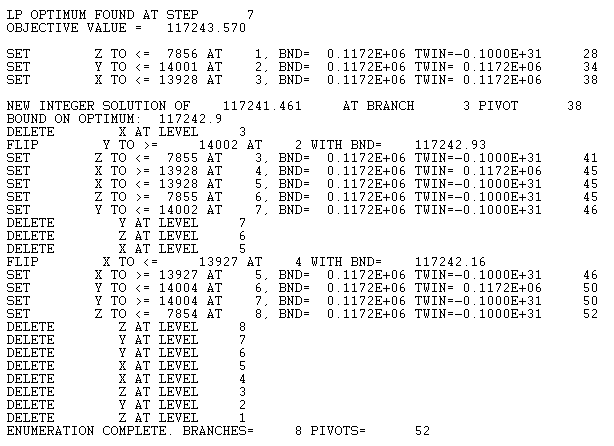 LP OPTIMUM FOUND AT STEP 7
OBJECTIVE VALUE = 117243.570
SET Z TO <= 7856 AT 1, BND= 0.1172E+06 TWIN=-0.1000E+31 28
SET Y TO <= 14001 AT 2, BND= 0.1172E+06 TWIN= 0.1172E+06 34
SET X TO <= 13928 AT 3, BND= 0.1172E+06 TWIN=-0.1000E+31 38
NEW INTEGER SOLUTION OF 117241.461 AT BRANCH 3 PIVOT 38
BOUND ON OPTIMUM: 117242.9
DELETE X AT LEVEL 3
FLIP Y TO >= 14002 AT 2 WITH BND= 117242.93
SET Z TO <= 7855 AT 3, BND= 0.1172E+06 TWIN=-0.1000E+31 41
SET X TO >= 13928 AT 4, BND= 0.1172E+06 TWIN= 0.1172E+06 45
SET X TO <= 13928 AT 5, BND= 0.1172E+06 TWIN=-0.1000E+31 45
SET Z TO >= 7855 AT 6, BND= 0.1172E+06 TWIN=-0.1000E+31 45
SET Y TO <= 14002 AT 7, BND= 0.1172E+06 TWIN=-0.1000E+31 46
DELETE Y AT LEVEL 7
DELETE Z AT LEVEL 6
DELETE X AT LEVEL 5
FLIP X TO <= 13927 AT 4 WITH BND= 117242.16
SET X TO >= 13927 AT 5, BND= 0.1172E+06 TWIN=-0.1000E+31 46
SET Y TO <= 14004 AT 6, BND= 0.1172E+06 TWIN= 0.1172E+06 50
SET Y TO >= 14004 AT 7, BND= 0.1172E+06 TWIN=-0.1000E+31 50
SET Z TO <= 7854 AT 8, BND= 0.1172E+06 TWIN=-0.1000E+31 52
DELETE Z AT LEVEL 8
DELETE Y AT LEVEL 7
DELETE Y AT LEVEL 6
DELETE X AT LEVEL 5
DELETE X AT LEVEL 4
DELETE Z AT LEVEL 3
DELETE Y AT LEVEL 2
DELETE Z AT LEVEL 1
ENUMERATION COMPLETE. BRANCHES= 8 PIVOTS= 52